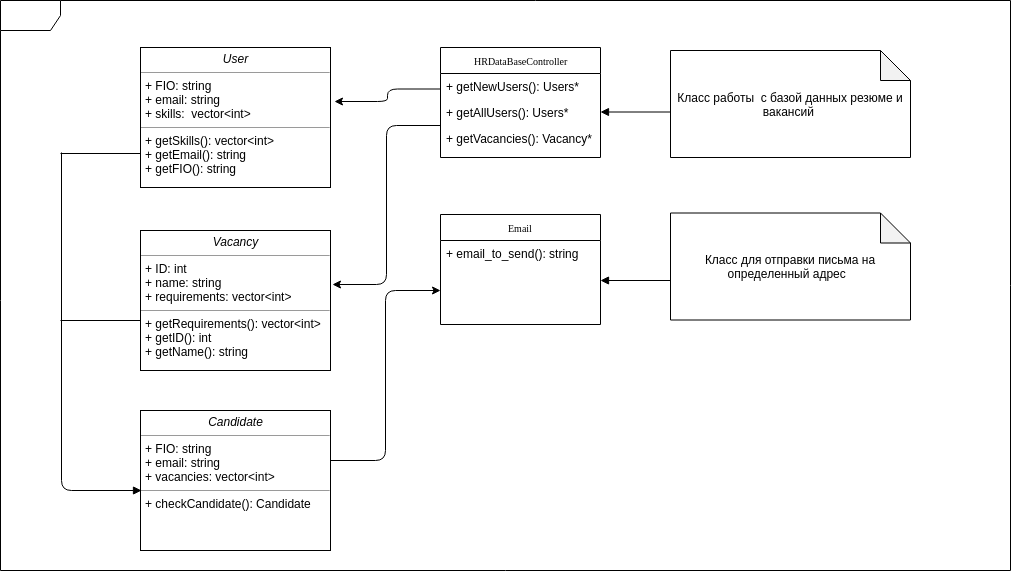 User
+ FIO: string
+ email: string
+ skills:  vector<int>
+ getSkills(): vector<int>
+ getEmail(): string
+ getFIO(): string
HRDataBaseController
+ getNewUsers(): Users*
+ getAllUsers(): Users*
+ getVacancies(): Vacancy*
Класс работы  с базой данных резюме и
вакансий
Vacancy
+ ID: int
+ name: string
+ requirements: vector<int>
+ getRequirements(): vector<int>
+ getID(): int
+ getName(): string
Email
+ email_to_send(): string
Класс для отправки письма на
определенный адрес
Candidate
+ FIO: string
+ email: string
+ vacancies: vector<int>
+ checkCandidate(): Candidate